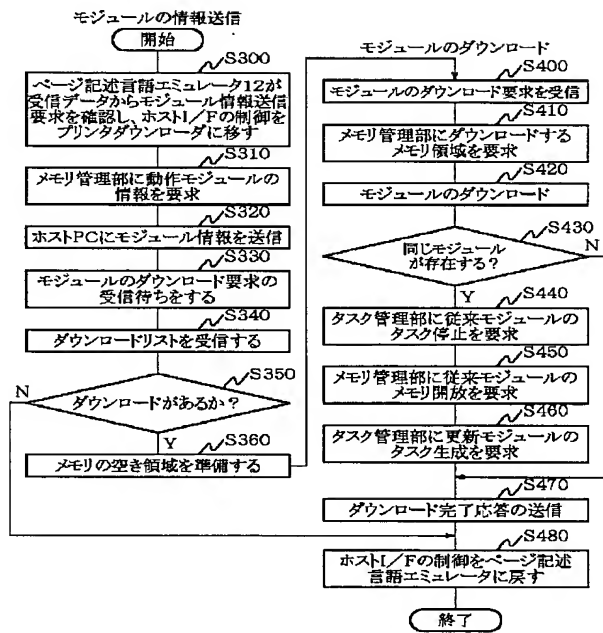 モジュールの情報送信
開始
S300
ページ記述言語エミュレータ12が
受信データからモジュール情報送信
要求を確認し、ホストI/Fの制御を
プリンタダウンローダに移す
S310
メモリ管理部に動作モジュールの
情報を要求
S320
ホストPCにモジュール情報を送信
S330
モジュールのダウンロード要求の
受信待ちをする
S340
ダウンロードリストを受信する
S350
ダウンロードがあるか?
N
Y
S360
メモリの空き領域を準備する
モジュールのダウンロード
S400
モジュールのダウンロード要求を受信
S410
メモリ管理部にダウンロードする
メモリ領域を要求
S420
モジュールのダウンロード
S430
同じモジュール
が存在する?
N
Y
S440
タスク管理部に従来モジュールの
タスク停止を要求
S450
メモリ管理部に従来モジュールの
メモリ開放を要求
S460
タスク管理部に更新モジュールの
タスク生成を要求
S470
ダウンロード完了応答の送信
S480
ホストI/Fの制御をページ記述
言語エミュレータに戻す
終了